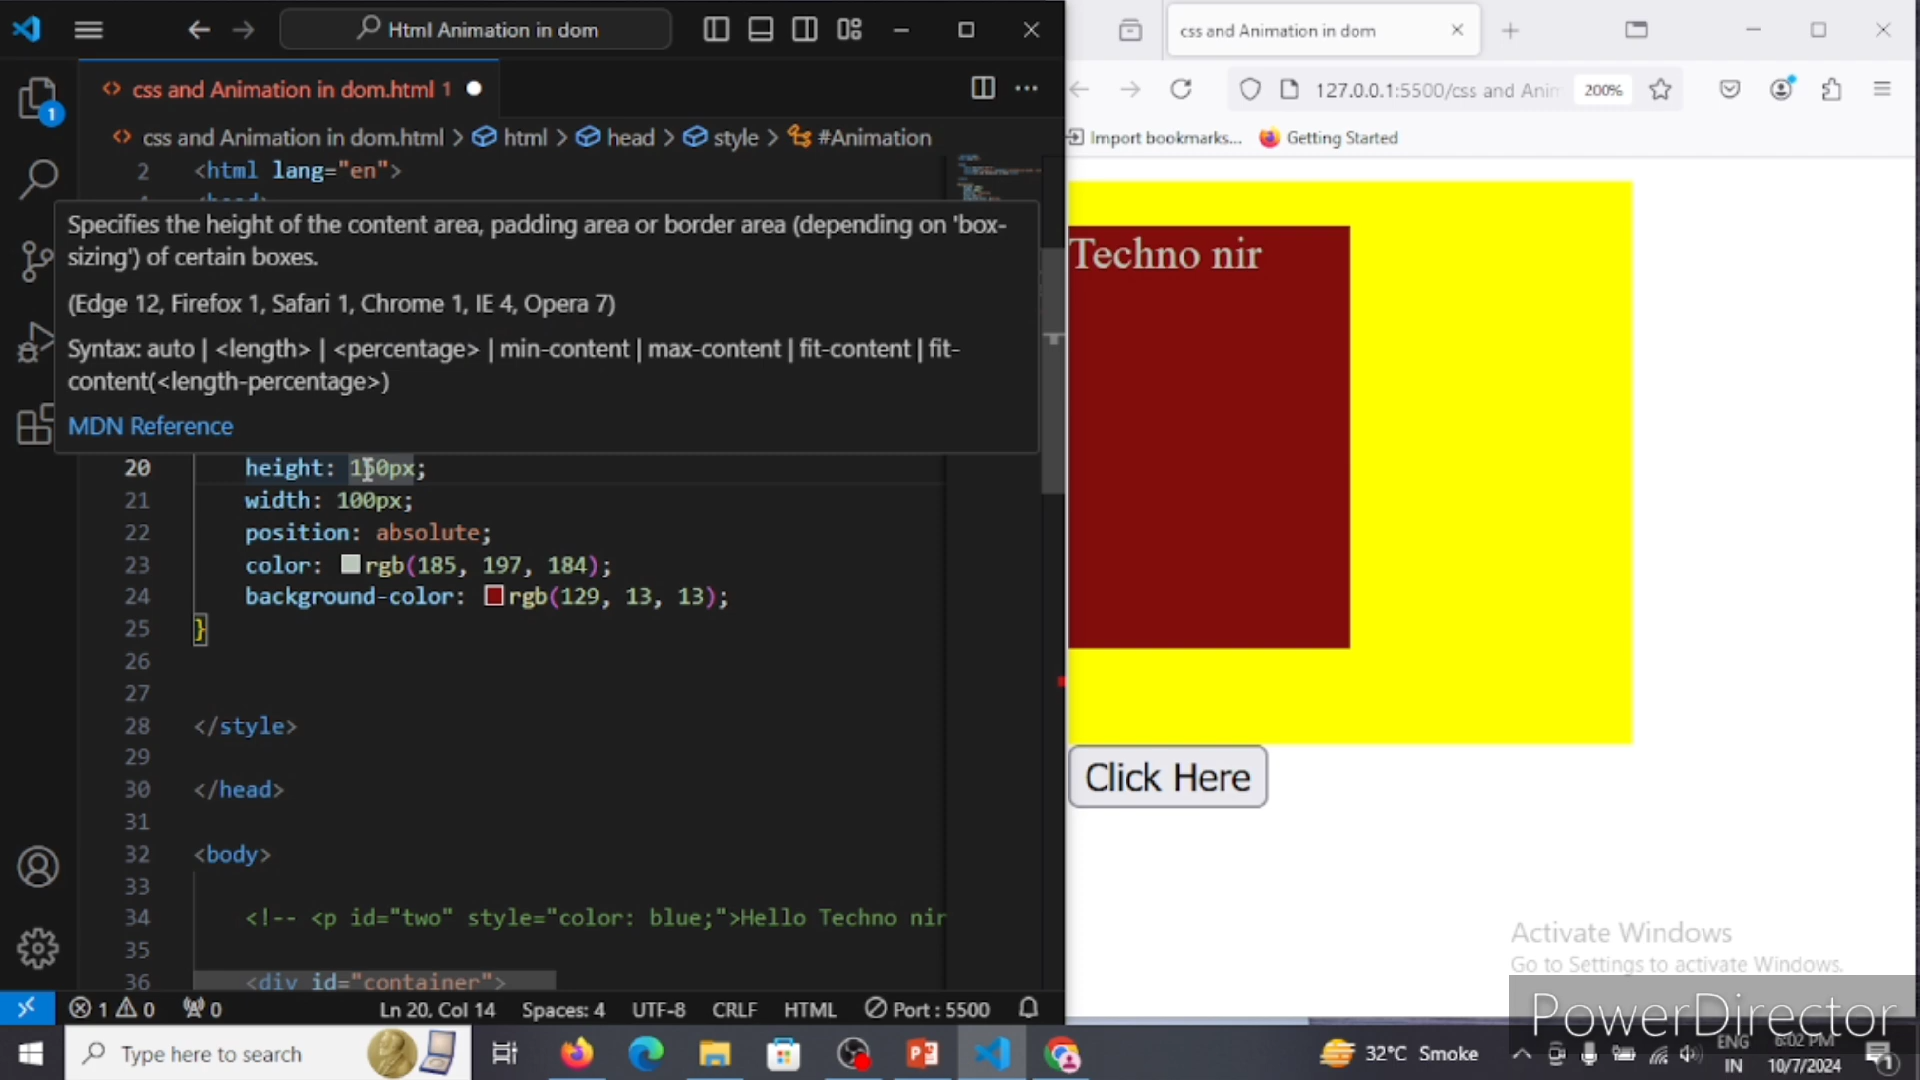 Html Animation in dom
css and Animation in dom.html 1
css and Animation in dom.html > html > head > style > #Animation
2 <html lang="en">
Specifies the height of the content area, padding area or border area (depending on 'box-
sizing') of certain boxes.
(Edge 12, Firefox 1, Safari 1, Chrome 1, IE 4, Opera 7)
Syntax: auto | <length> | <percentage> | min-content | max-content | fit-content | fit-
content(<length-percentage>)
MDN Reference
20 height: 150px;
21 width: 100px;
22 position: absolute;
23 color: rgb(185, 197, 184);
24 background-color: rgb(129, 13, 13);
25 }
26
27
28 </style>
29
30 </head>
31
32 <body>
33
34 <!-- <p id="two" style="color: blue;">Hello Techno nir
35
36 <div id="container">
1
1 0 0 Ln 20, Col 14 Spaces: 4 UTF-8 CRLF HTML Port : 5500
css and Animation in dom
127.0.0.1:5500/css and Anim 200%
Import bookmarks... Getting Started
Techno nir
Click Here
Activate Windows
Go to Settings to activate Windows.
PowerDirector
Type here to search
32°C Smoke
ENG
IN
6:02 PM
10/7/2024
1